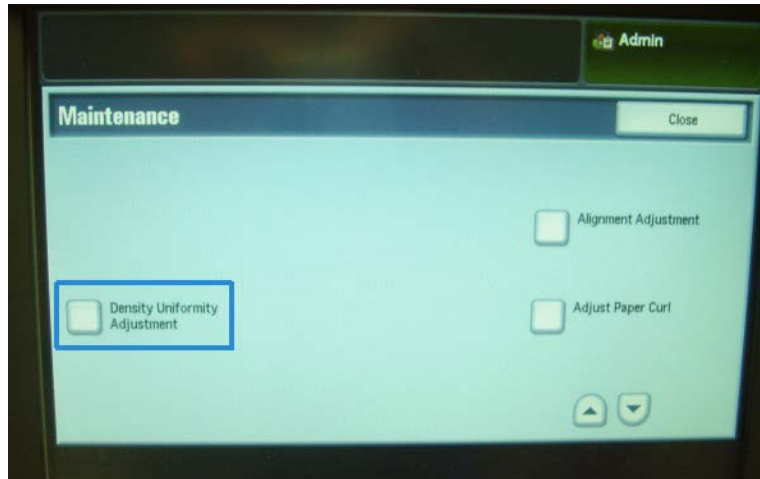 Admin
Maintenance
Close
Alignment Adjustment
Density Uniformity
Adjustment
Adjust Paper Curl